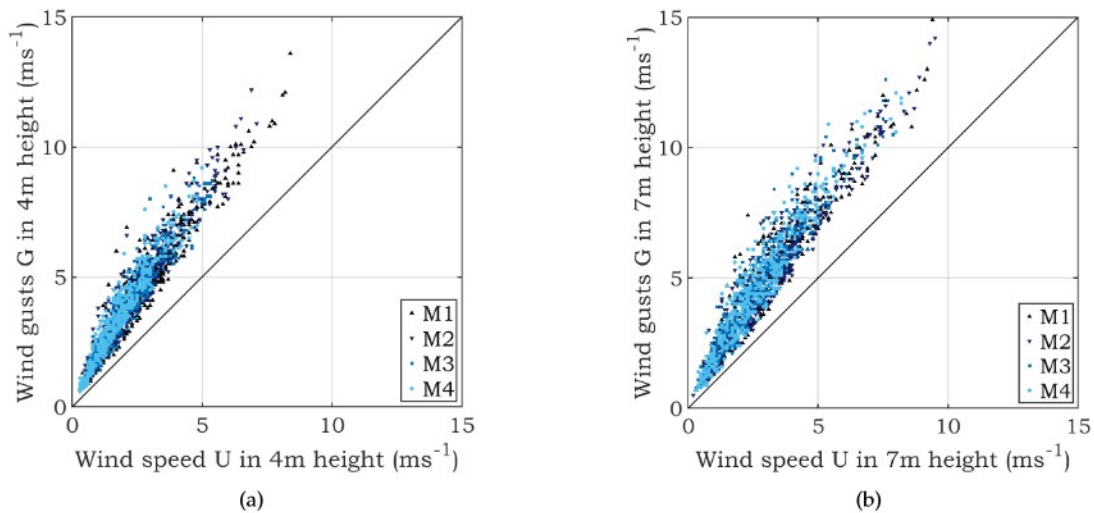 Wind gusts G in 4m height (ms⁻¹)
15
10
5
0
M1
M2
M3
M4
0 5 10 15
Wind speed U in 4m height (ms⁻¹)
(a)
Wind gusts G in 7m height (ms⁻¹)
15
10
5
0
M1
M2
M3
M4
0 5 10 15
Wind speed U in 7m height (ms⁻¹)
(b)